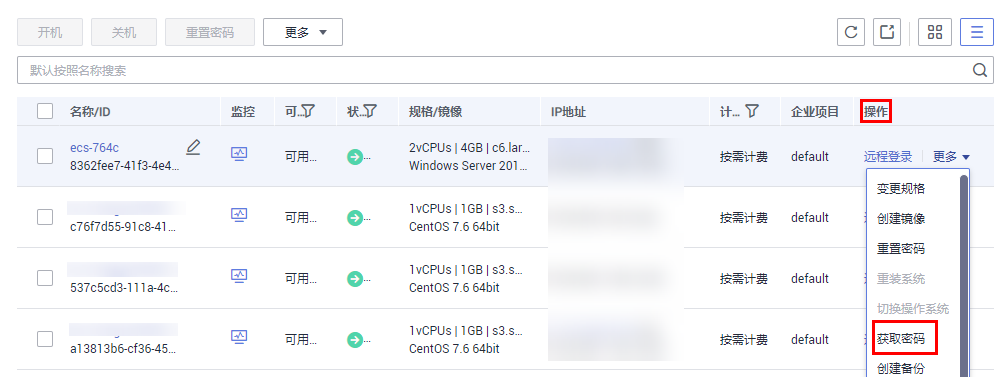 开机 关机 重置密码 更多
默认按照名称搜索
名称/ID 监控 可... 状... 规格/镜像 IP地址 计... 企业项目 操作
ecs-764c
8362fee7-41f3-4e4... 可用... ... 2vCPUs | 4GB | c6.lar...
Windows Server 201... 按需计费 default 远程登录 更多
变更规格
c76f7d55-91c8-41... 可用... ... 1vCPUs | 1GB | s3.s...
CentOS 7.6 64bit 按需计费 default
创建镜像
重置密码
537c5cd3-111a-4c... 可用... ... 1vCPUs | 1GB | s3.s...
CentOS 7.6 64bit 按需计费 default
重装系统
切换操作系统
a13813b6-cf36-45... 可用... ... 1vCPUs | 1GB | s3.s...
CentOS 7.6 64bit 按需计费 default
获取密码
创建备份